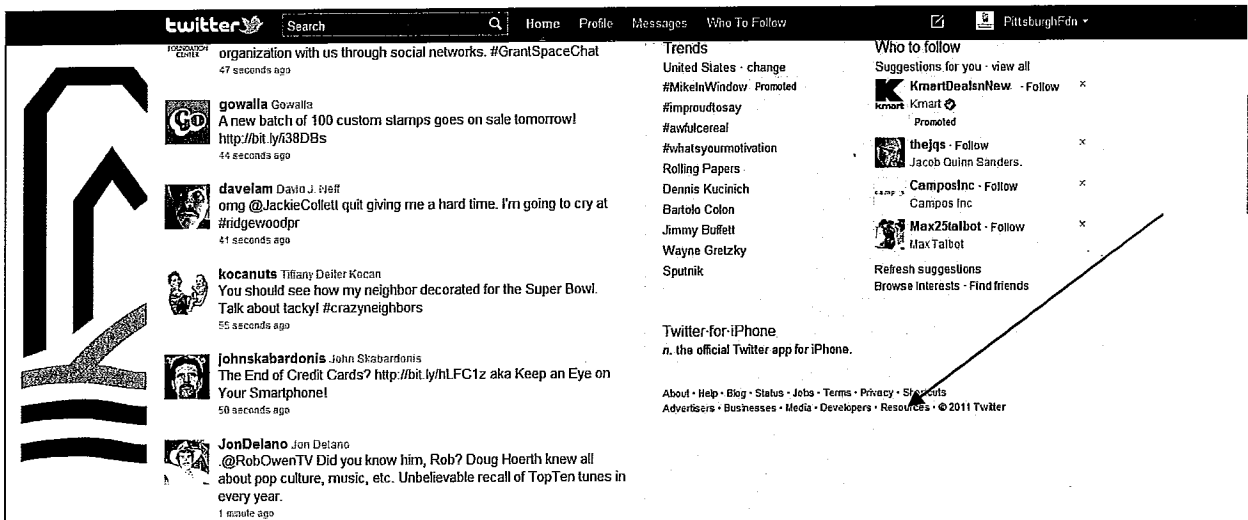 twitter Search Home Profile Messages Who To Follow PittsburghFdn
FOUNDATION
CENTER
organization with us through social networks. #GrantSpaceChat
47 seconds ago
gowalla Gowalla
A new batch of 100 custom stamps goes on sale tomorrow!
http://bit.ly/i38DBs
44 seconds ago
davelam David J. Neff
omg @JackieCollett quit giving me a hard time. I'm going to cry at
#ridgewoodpr
41 seconds ago
kocanuts Tiffany Deiter Kocan
You should see how my neighbor decorated for the Super Bowl.
Talk about tacky! #crazyneighbors
55 seconds ago
johnskabardonis John Skabardonis
The End of Credit Cards? http://bit.ly/hLFC1z aka Keep an Eye on
Your Smartphone!
50 seconds ago
JonDelano Jon Delano
.@RobOwenTV Did you know him, Rob? Doug Hoerth knew all
about pop culture, music, etc. Unbelievable recall of TopTen tunes in
every year.
1 minute ago
Trends
United States · change
#MikeInWindow Promoted
#improudtosay
#awfulcereal
#whatsyourmotivation
Rolling Papers
Dennis Kucinich
Bartolo Colon
Jimmy Buffett
Wayne Gretzky
Sputnik
Who to follow
Suggestions for you · view all
KmartDealsnNew · Follow ×
kmart Kmart
Promoted
thejqs · Follow ×
Jacob Quinn Sanders.
CamposInc · Follow ×
Campos Inc
Max25talbot · Follow ×
Max Talbot
Refresh suggestions
Browse Interests · Find friends
Twitter-for-iPhone
n. the official Twitter app for iPhone.
About · Help · Blog · Status · Jobs · Terms · Privacy · Shortcuts
Advertisers · Businesses · Media · Developers · Resources · © 2011 Twitter